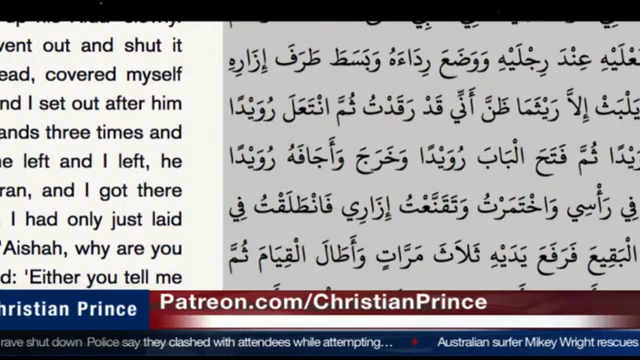 went out and shut it
ead, covered myself
nd I set out after him
ands three times and
e left and I left, he
ran, and I got there
. I had only just laid
'Aishah, why are you
d: 'Either you tell me
نَعْلَيْهِ عِنْدَ رِجْلَيْهِ وَوَضَعَ رِدَاءَهُ وَبَسَطَ طَرَفَ إِزَارِهِ
يَلْبَثْ إِلاَّ رَيْثَمَا ظَنَّ أَنِّي قَدْ رَقَدْتُ ثُمَّ انْتَعَلَ رُوَيْدًا
يْدًا ثُمَّ فَتَحَ الْبَابَ رُوَيْدًا وَخَرَجَ وَأَجَافَهُ رُوَيْدًا
فِي رَأْسِي وَاخْتَمَرْتُ وَتَقَنَّعْتُ إِزَارِي فَانْطَلَقْتُ فِي
الْبَقِيعَ فَرَفَعَ يَدَيْهِ ثَلاَثَ مَرَّاتٍ وَأَطَالَ الْقِيَامَ ثُمَّ
hristian Prince
Patreon.com/ChristianPrince
rave shut down Police say they clashed with attendees while attempting... Australian surfer Mikey Wright rescues